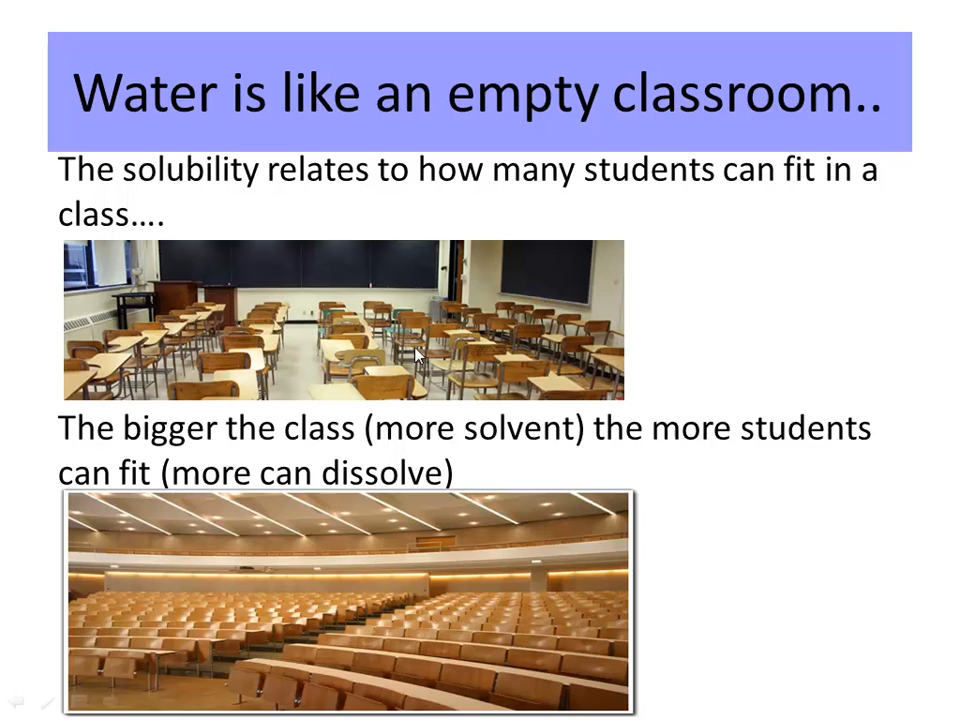 Water is like an empty classroom..
The solubility relates to how many students can fit in a
class....
The bigger the class (more solvent) the more students
can fit (more can dissolve)